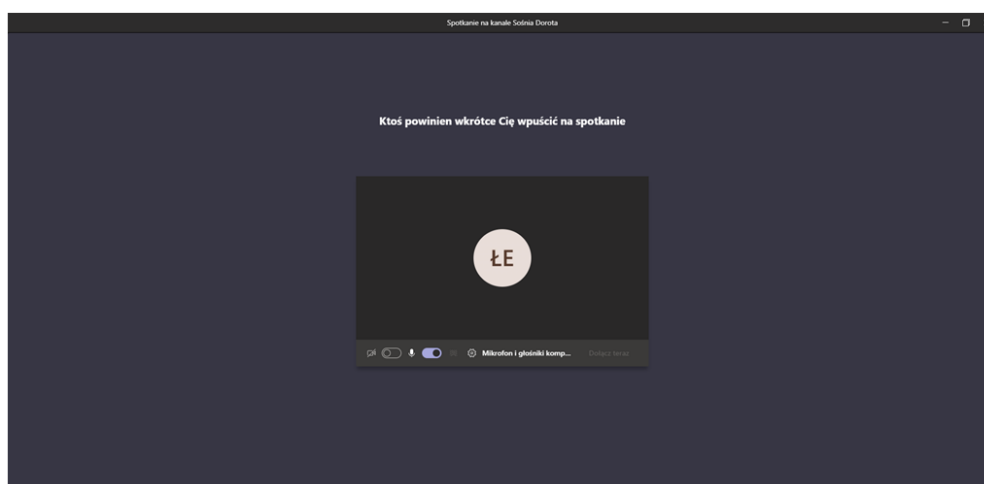 Spotkanie na kanale Sośnia Dorota
Ktoś powinien wkrótce Cię wpuścić na spotkanie
ŁE
Mikrofon i głośniki komp... Dołącz teraz